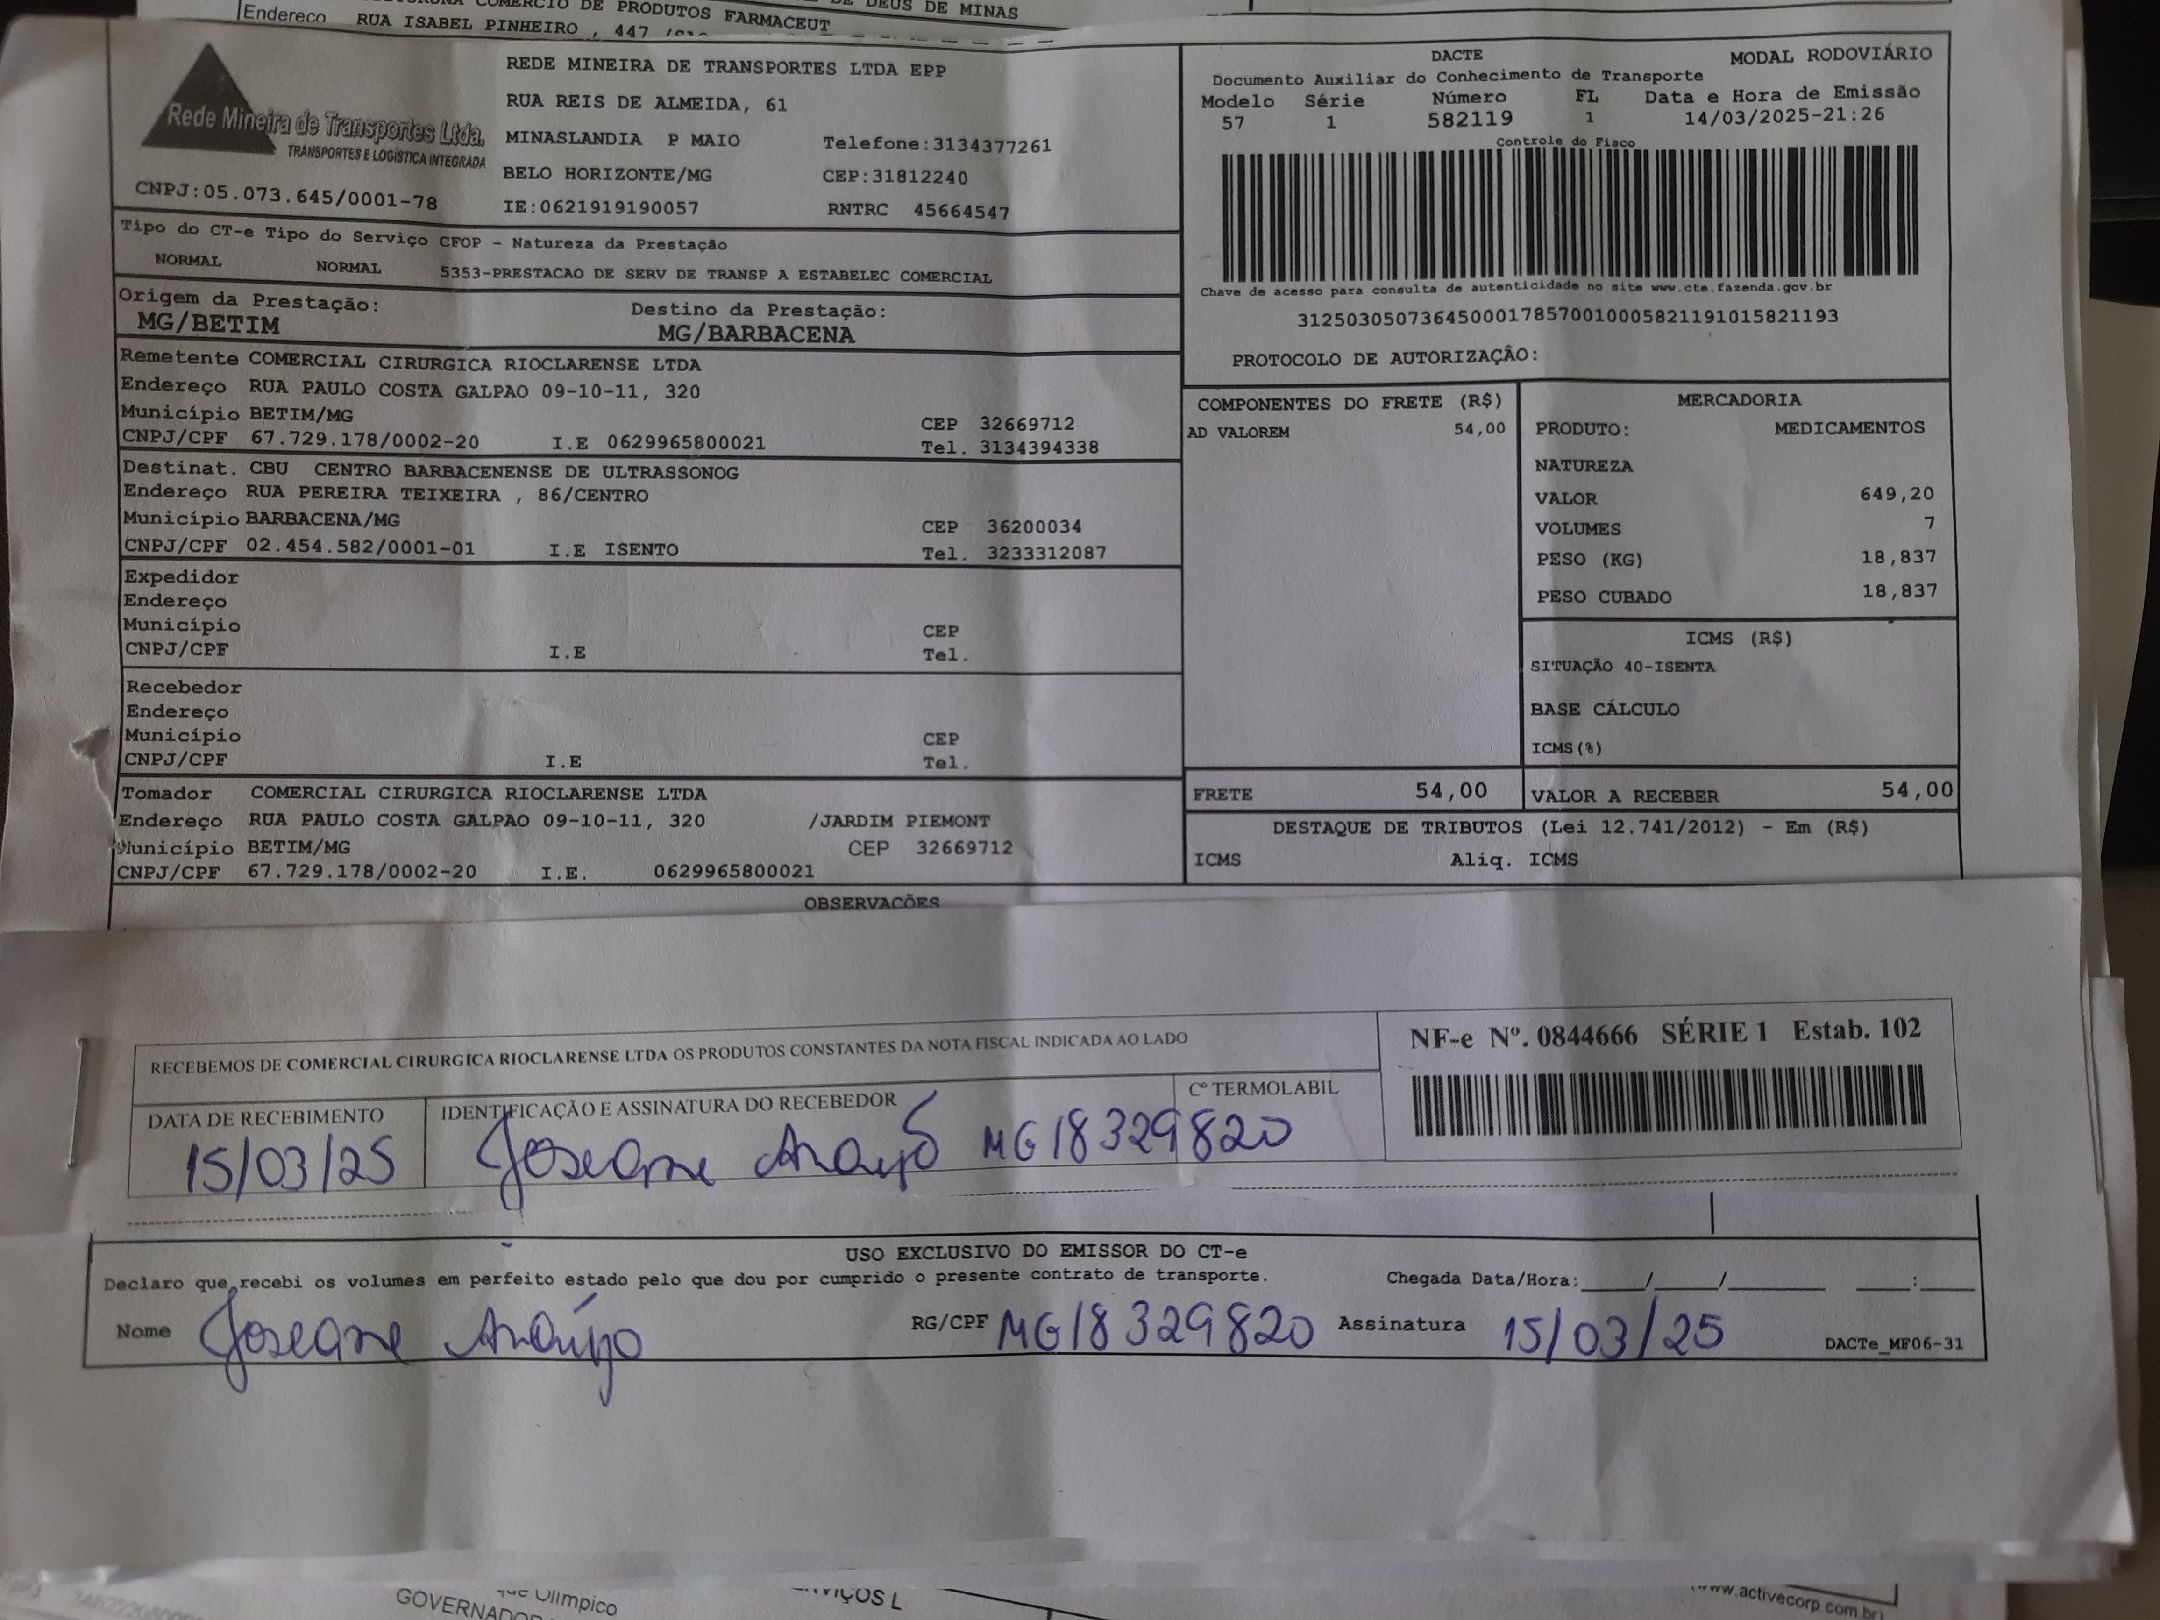 COMERCIO DE PRODUTOS FARMACEUT
DE DEUS DE MINAS
Endereço RUA ISABEL PINHEIRO , 447
Rede Mineira de Transportes Ltda.
TRANSPORTES E LOGÍSTICA INTEGRADA
CNPJ:05.073.645/0001-78
REDE MINEIRA DE TRANSPORTES LTDA EPP
RUA REIS DE ALMEIDA, 61
MINASLANDIA P MAIO Telefone:3134377261
BELO HORIZONTE/MG CEP:31812240
IE:0621919190057 RNTRC 45664547
DACTE MODAL RODOVIÁRIO
Documento Auxiliar do Conhecimento de Transporte
Modelo Série Número FL Data e Hora de Emissão
57 1 582119 1 14/03/2025-21:26
Controle do Fisco
Chave de acesso para consulta de autenticidade no site www.cte.fazenda.gov.br
31250305073645000178570010005821191015821193
PROTOCOLO DE AUTORIZAÇÃO:
Tipo do CT-e Tipo do Serviço CFOP - Natureza da Prestação
NORMAL NORMAL 5353-PRESTACAO DE SERV DE TRANSP A ESTABELEC COMERCIAL
Origem da Prestação: Destino da Prestação:
MG/BETIM MG/BARBACENA
Remetente COMERCIAL CIRURGICA RIOCLARENSE LTDA
Endereço RUA PAULO COSTA GALPAO 09-10-11, 320
Município BETIM/MG CEP 32669712
CNPJ/CPF 67.729.178/0002-20 I.E 0629965800021 Tel. 3134394338
Destinat. CBU CENTRO BARBACENENSE DE ULTRASSONOG
Endereço RUA PEREIRA TEIXEIRA , 86/CENTRO
Município BARBACENA/MG CEP 36200034
CNPJ/CPF 02.454.582/0001-01 I.E ISENTO Tel. 3233312087
Expedidor
Endereço
Município CEP
CNPJ/CPF I.E Tel.
Recebedor
Endereço
Município CEP
CNPJ/CPF I.E Tel.
Tomador COMERCIAL CIRURGICA RIOCLARENSE LTDA
Endereço RUA PAULO COSTA GALPAO 09-10-11, 320 /JARDIM PIEMONT
Município BETIM/MG CEP 32669712
CNPJ/CPF 67.729.178/0002-20 I.E. 0629965800021
COMPONENTES DO FRETE (R$)
AD VALOREM 54,00
MERCADORIA
PRODUTO: MEDICAMENTOS
NATUREZA
VALOR 649,20
VOLUMES 7
PESO (KG) 18,837
PESO CUBADO 18,837
ICMS (R$)
SITUAÇÃO 40-ISENTA
BASE CÁLCULO
ICMS(%)
FRETE 54,00 VALOR A RECEBER 54,00
DESTAQUE DE TRIBUTOS (Lei 12.741/2012) - Em (R$)
ICMS Aliq. ICMS
OBSERVAÇÕES
RECEBEMOS DE COMERCIAL CIRURGICA RIOCLARENSE LTDA OS PRODUTOS CONSTANTES DA NOTA FISCAL INDICADA AO LADO
NF-e Nº. 0844666 SÉRIE 1 Estab. 102
DATA DE RECEBIMENTO IDENTIFICAÇÃO E ASSINATURA DO RECEBEDOR Cº TERMOLABIL
15/03/25 Joseane Araújo MG18329820
USO EXCLUSIVO DO EMISSOR DO CT-e
Declaro que recebi os volumes em perfeito estado pelo que dou por cumprido o presente contrato de transporte. Chegada Data/Hora:____/____/______ ___:___
Nome Joseane Araújo RG/CPF MG18329820 Assinatura 15/03/25 DACTe_MF06-31
que Olímpico
GOVERNADOR
(www.activecorp.com.br)